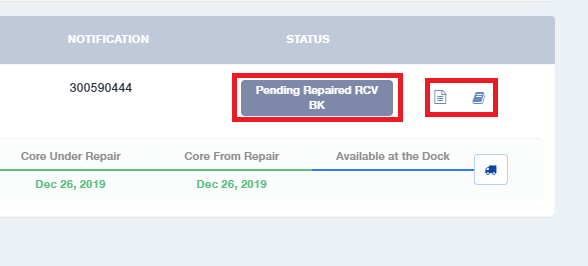 NOTIFICATION STATUS
300590444
Pending Repaired RCV
BK
Core Under Repair Core From Repair Available at the Dock
Dec 26, 2019 Dec 26, 2019